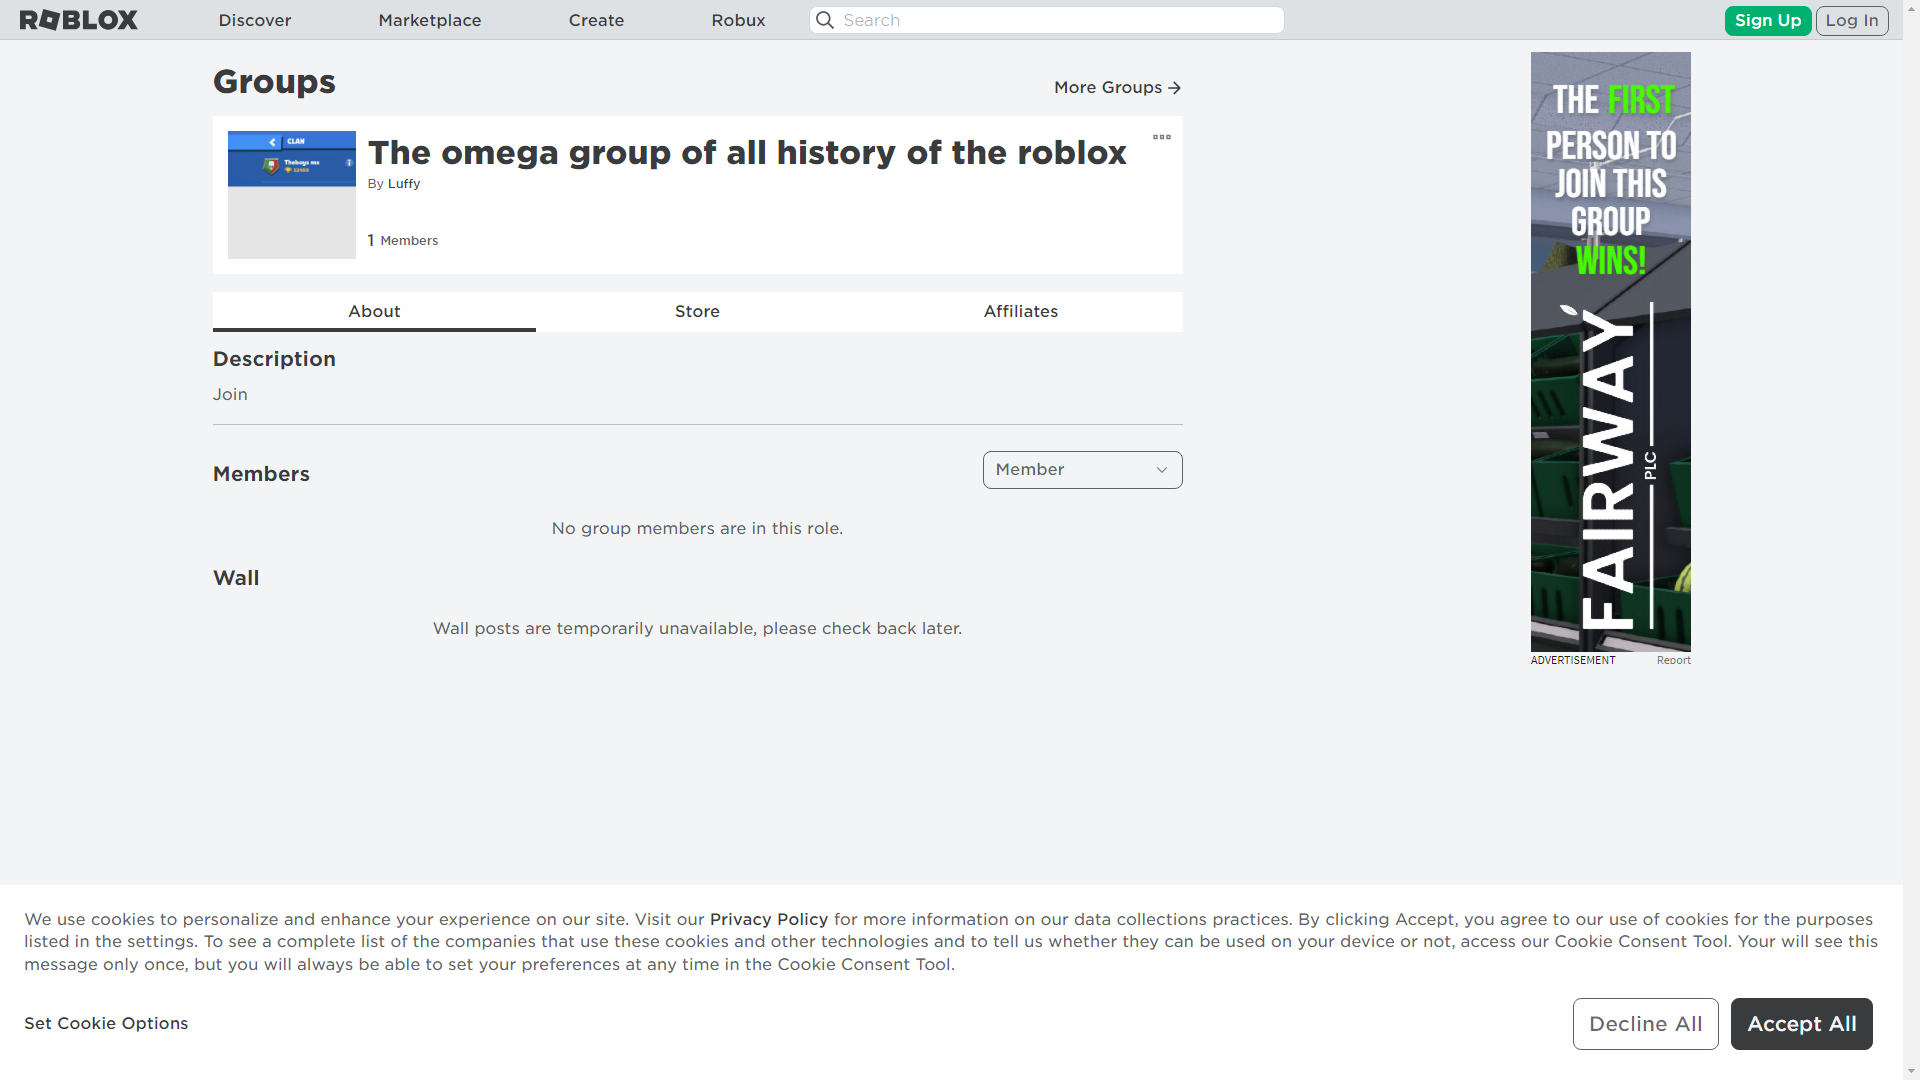 ROBLOX
Discover
Marketplace
Create
Robux
Search
Sign Up
Log In
Groups
More Groups
CLAN
Theboys mx
The omega group of all history of the roblox
By Luffy
1 Members
About
Store
Affiliates
Description
Join
Members
Member
No group members are in this role.
Wall
Wall posts are temporarily unavailable, please check back later.
THE FIRST
PERSON TO
JOIN THIS
GROUP
WINS!
FAIRWAY
PLC
ADVERTISEMENT
Report
We use cookies to personalize and enhance your experience on our site. Visit our Privacy Policy for more information on our data collections practices. By clicking Accept, you agree to our use of cookies for the purposes
listed in the settings. To see a complete list of the companies that use these cookies and other technologies and to tell us whether they can be used on your device or not, access our Cookie Consent Tool. Your will see this
message only once, but you will always be able to set your preferences at any time in the Cookie Consent Tool.
Set Cookie Options
Decline All
Accept All